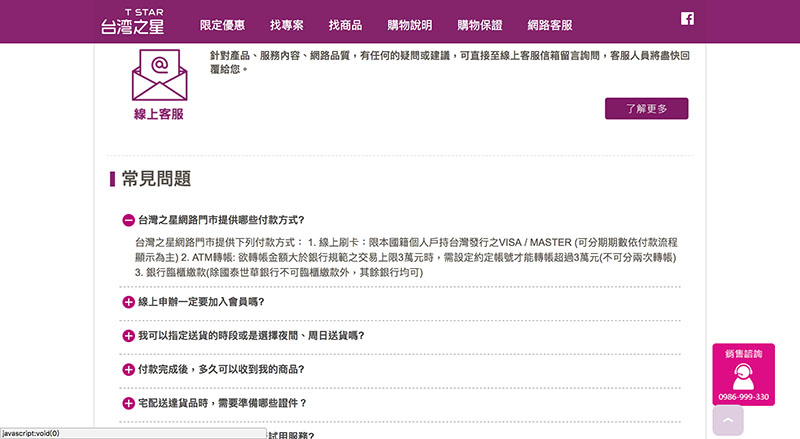 T STAR
台湾之星
限定優惠 找專案 找商品 購物說明 購物保證 網路客服
針對產品、服務內容、網路品質，有任何的疑問或建議，可直接至線上客服信箱留言詢問，客服人員將盡快回
覆給您。
線上客服
了解更多
常見問題
台灣之星網路門市提供哪些付款方式?
台灣之星網路門市提供下列付款方式： 1. 線上刷卡：限本國籍個人戶持台灣發行之VISA / MASTER (可分期期數依付款流程
顯示為主) 2. ATM轉帳: 欲轉帳金額大於銀行規範之交易上限3萬元時，需設定約定帳號才能轉帳超過3萬元(不可分兩次轉帳)
3. 銀行臨櫃繳款(除國泰世華銀行不可臨櫃繳款外，其餘銀行均可)
線上申辦一定要加入會員嗎?
我可以指定送貨的時段或是選擇夜間、周日送貨嗎?
付款完成後，多久可以收到我的商品?
宅配送達貨品時，需要準備哪些證件？
試用服務?
銷售諮詢
0986-999-330
javascript:void(0)